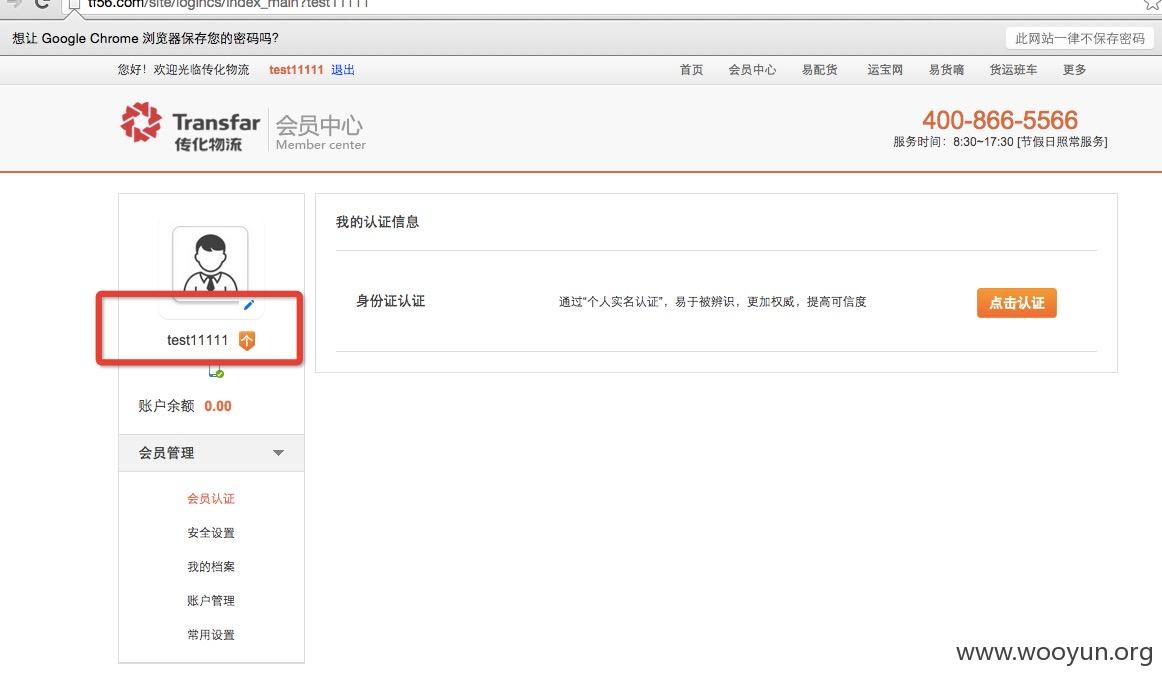 tf56.com/site/logincs/index_main?test11111
想让 Google Chrome 浏览器保存您的密码吗?
此网站一律不保存密码
您好！欢迎光临传化物流 test11111 退出
首页 会员中心 易配货 运宝网 易货嘀 货运班车 更多
Transfar
传化物流
会员中心
Member center
400-866-5566
服务时间：8:30~17:30 [节假日照常服务]
我的认证信息
身份证认证
通过“个人实名认证”，易于被辨识，更加权威，提高可信度
点击认证
test11111
账户余额 0.00
会员管理
会员认证
安全设置
我的档案
账户管理
常用设置
www.wooyun.org